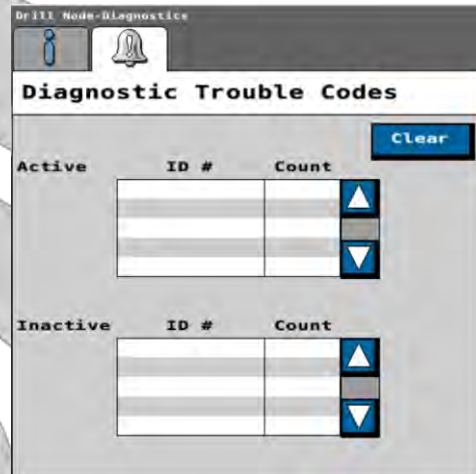 Drill Node-Diagnostics
Diagnostic Trouble Codes
Clear
Active ID # Count
Inactive ID # Count